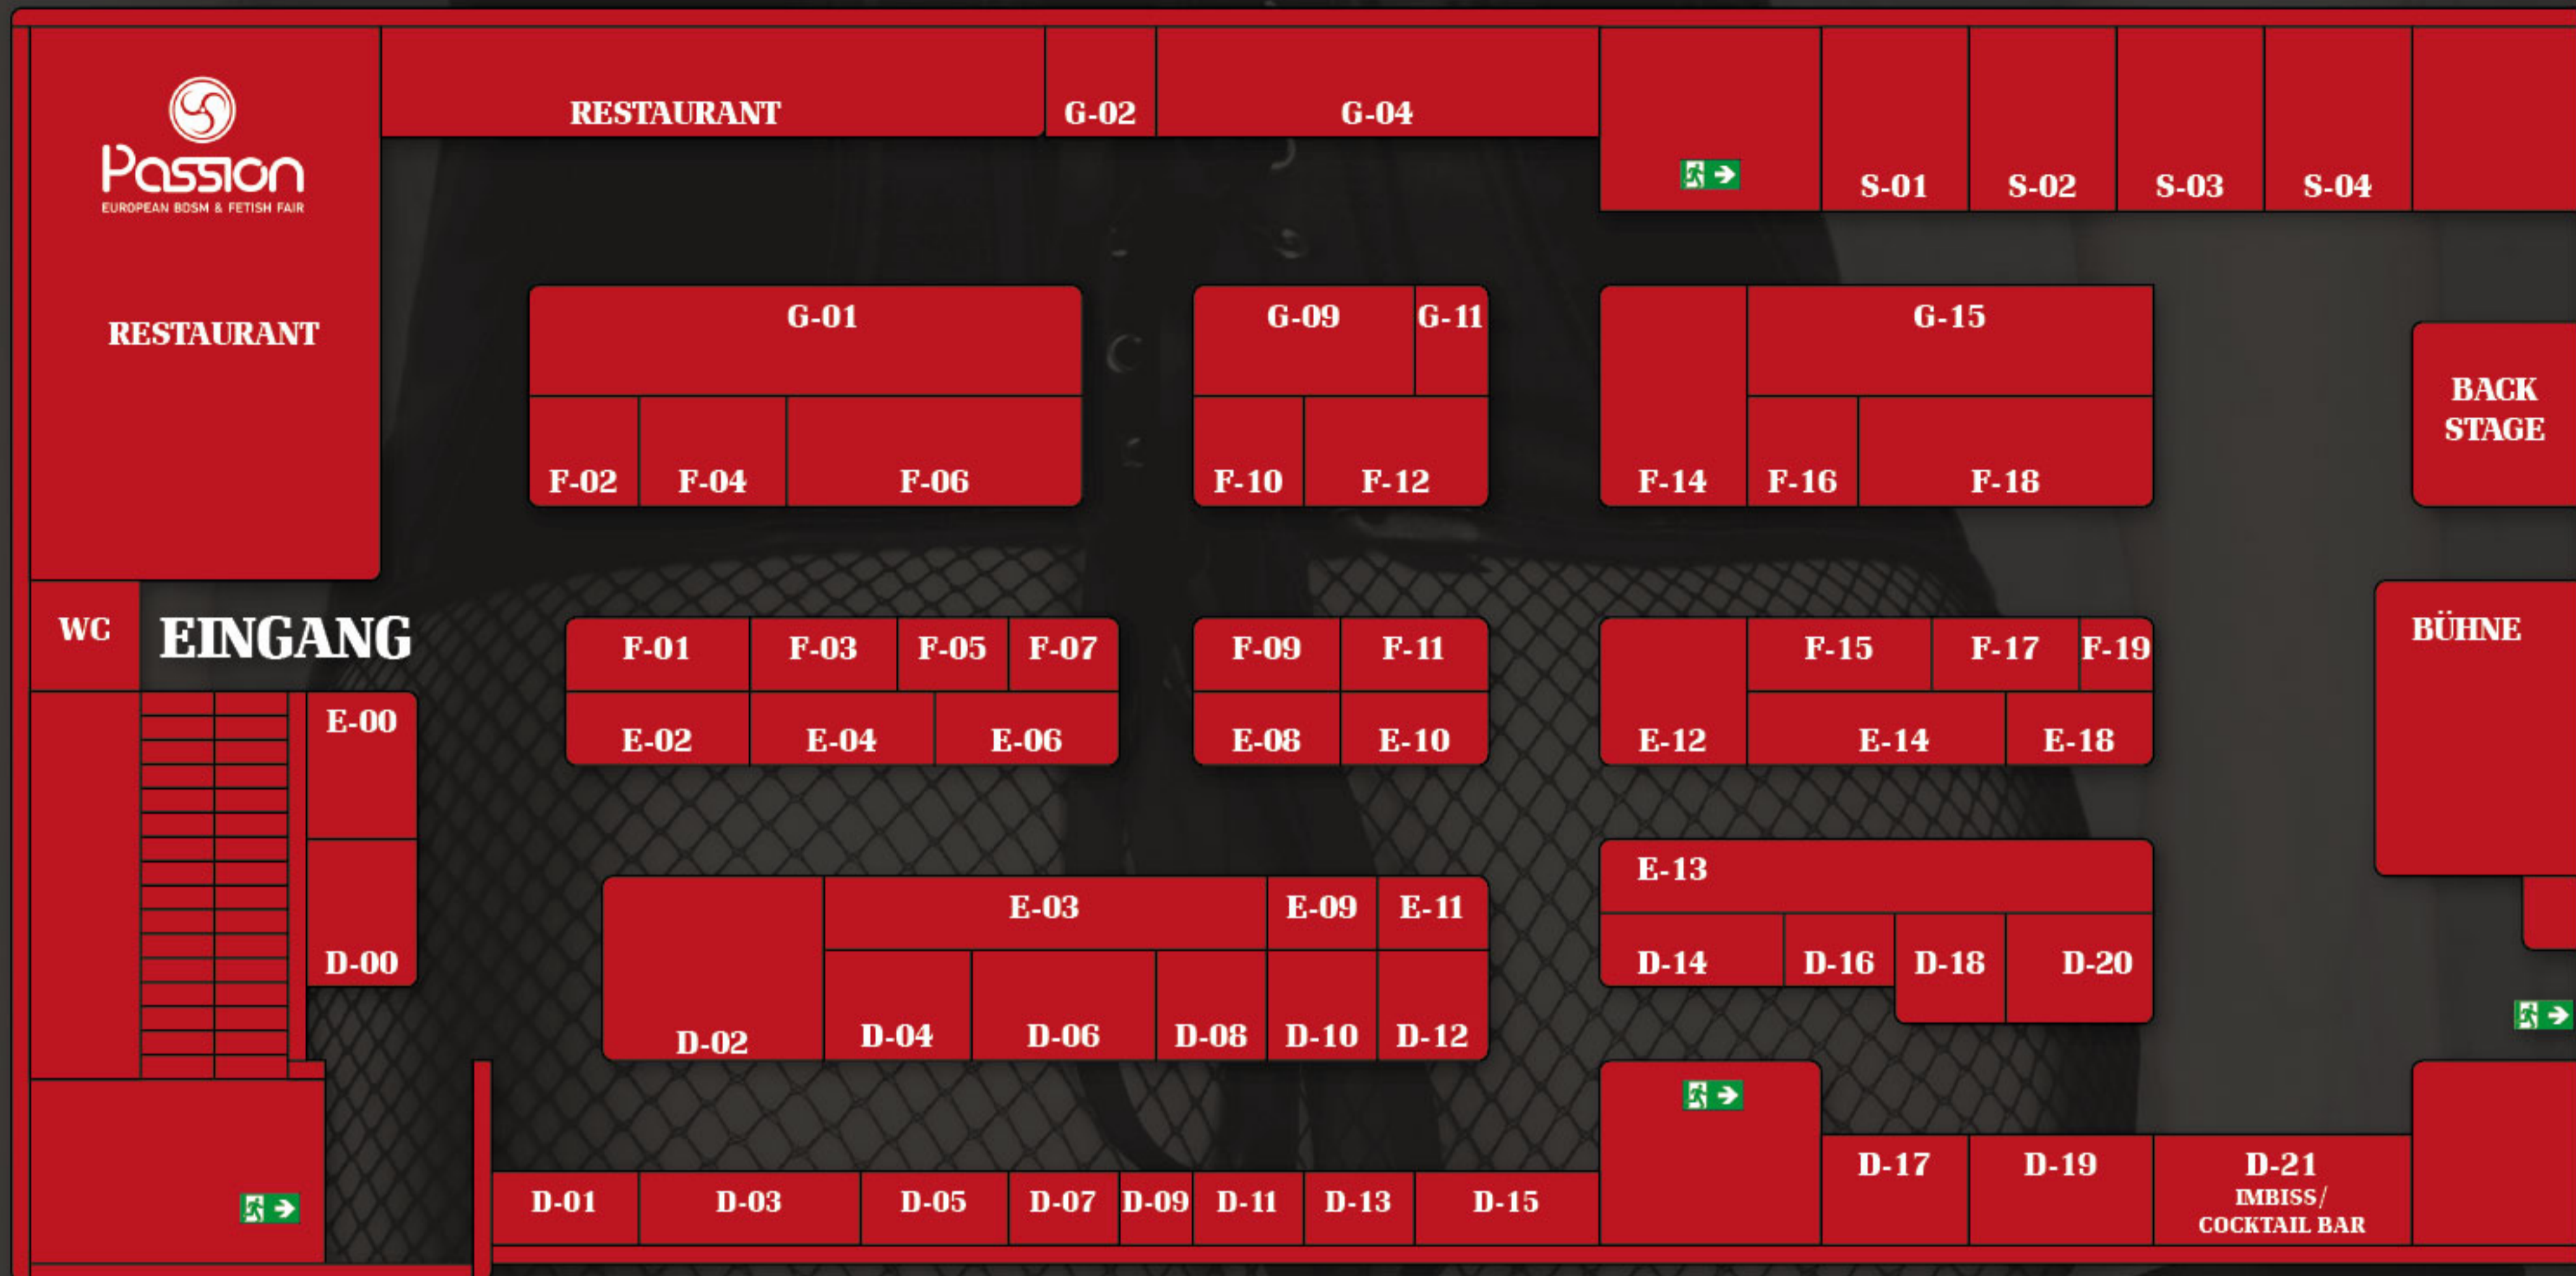 RESTAURANT
G-02
G-04
Passion
EUROPEAN BDSM & FETISH FAIR
S-01
S-02
S-03
S-04
RESTAURANT
G-01
G-09
G-11
G-15
BACK
STAGE
F-02
F-04
F-06
F-10
F-12
F-14
F-16
F-18
WC
EINGANG
F-01
F-03
F-05
F-07
F-09
F-11
F-15
F-17
F-19
BÜHNE
E-00
E-02
E-04
E-06
E-08
E-10
E-12
E-14
E-18
E-13
E-03
E-09
E-11
D-00
D-14
D-16
D-18
D-20
D-02
D-04
D-06
D-08
D-10
D-12
D-01
D-03
D-05
D-07
D-09
D-11
D-13
D-15
D-17
D-19
D-21
IMBISS/
COCKTAIL BAR